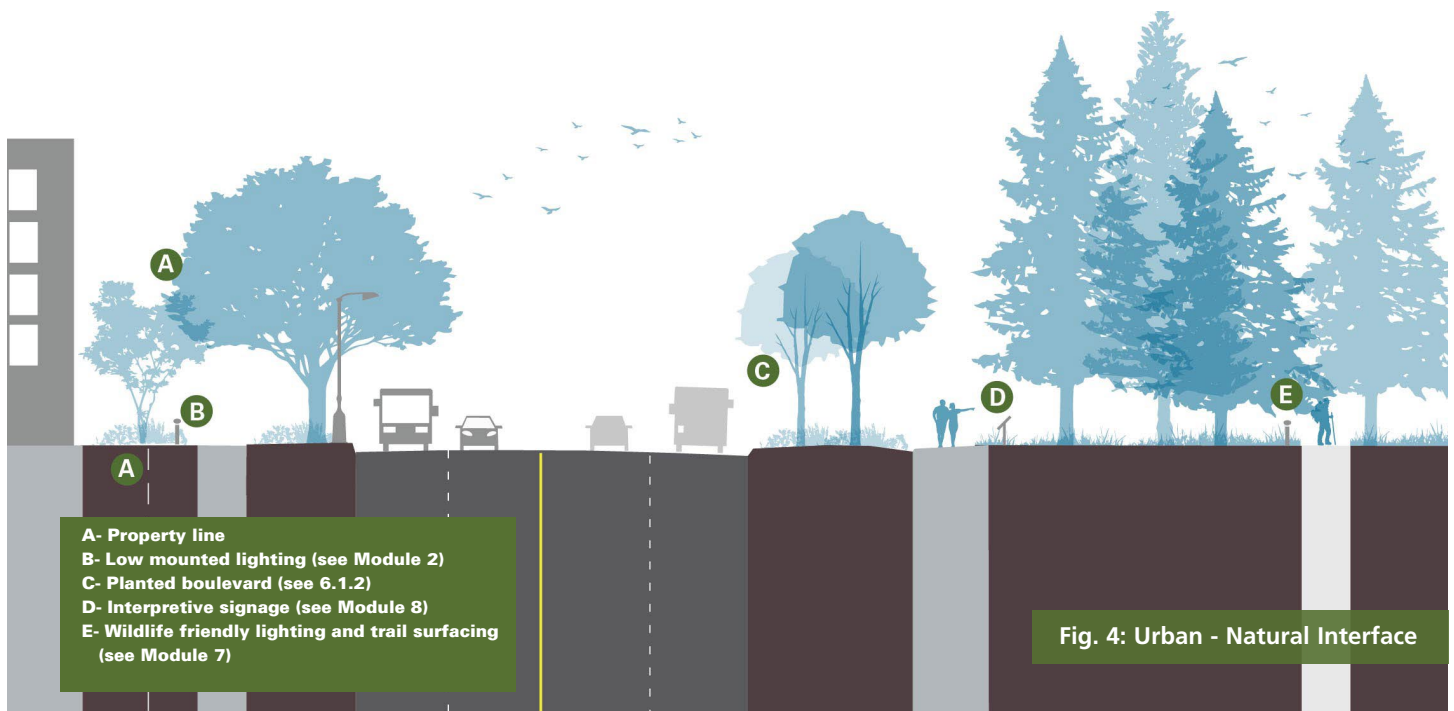 A
B
C
D
E
A
A- Property line
B- Low mounted lighting (see Module 2)
C- Planted boulevard (see 6.1.2)
D- Interpretive signage (see Module 8)
E- Wildlife friendly lighting and trail surfacing
(see Module 7)
Fig. 4: Urban - Natural Interface